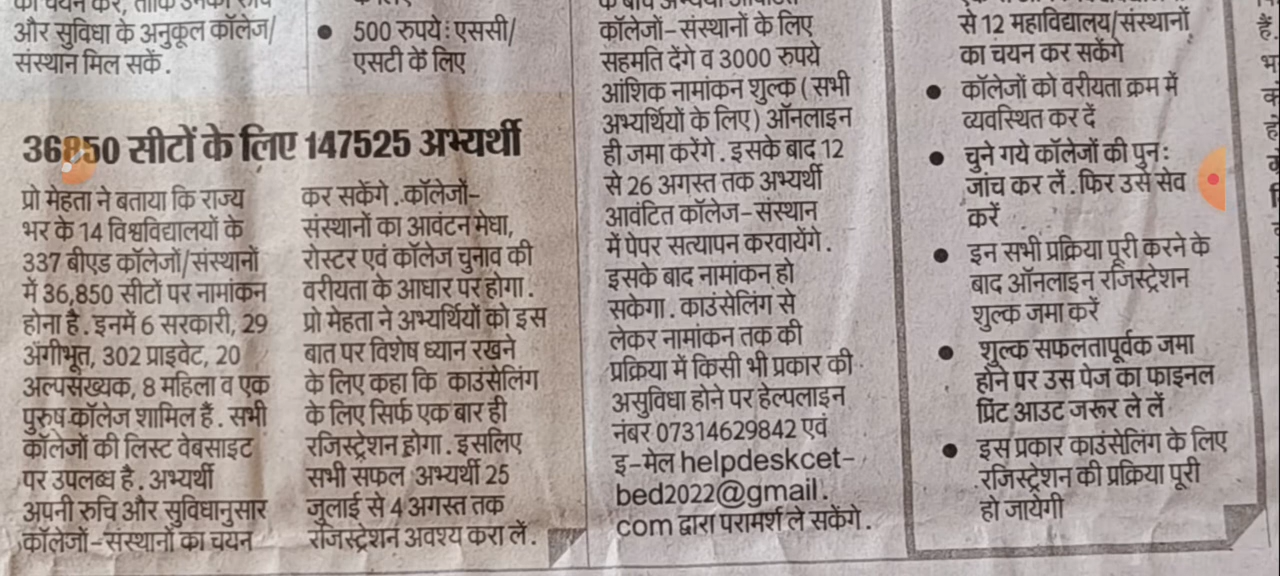 और सुविधा के अनुकूल कॉलेज/
संस्थान मिल सकें.
500 रुपये : एससी/
एसटी के लिए
36850 सीटों के लिए 147525 अभ्यर्थी
प्रो मेहता ने बताया कि राज्य
भर के 14 विश्वविद्यालयों के
337 बीएड कॉलेजों/संस्थानों
में 36,850 सीटों पर नामांकन
होना है. इनमें 6 सरकारी, 29
अंगीभूत, 302 प्राइवेट, 20
अल्पसंख्यक, 8 महिला व एक
पुरुष कॉलेज शामिल हैं. सभी
कॉलेजों की लिस्ट वेबसाइट
पर उपलब्ध है. अभ्यर्थी
अपनी रुचि और सुविधानुसार
कॉलेजों-संस्थानों का चयन
कर सकेंगे. कॉलेजों-
संस्थानों का आवंटन मेधा,
रोस्टर एवं कॉलेज चुनाव की
वरीयता के आधार पर होगा.
प्रो मेहता ने अभ्यर्थियों को इस
बात पर विशेष ध्यान रखने
के लिए कहा कि काउंसेलिंग
के लिए सिर्फ एक बार ही
रजिस्ट्रेशन होगा. इसलिए
सभी सफल अभ्यर्थी 25
जुलाई से 4 अगस्त तक
रजिस्ट्रेशन अवश्य करा लें.
कॉलेजों-संस्थानों के लिए
सहमति देंगे व 3000 रुपये
आंशिक नामांकन शुल्क (सभी
अभ्यर्थियों के लिए) ऑनलाइन
ही जमा करेंगे. इसके बाद 12
से 26 अगस्त तक अभ्यर्थी
आवंटित कॉलेज-संस्थान
में पेपर सत्यापन करवायेंगे.
इसके बाद नामांकन हो
सकेगा. काउंसेलिंग से
लेकर नामांकन तक की
प्रक्रिया में किसी भी प्रकार की
असुविधा होने पर हेल्पलाइन
नंबर 07314629842 एवं
इ-मेल helpdeskcet-
bed2022@gmail.
com द्वारा परामर्श ले सकेंगे.
से 12 महाविद्यालय/संस्थानों
का चयन कर सकेंगे
कॉलेजों को वरीयता क्रम में
व्यवस्थित कर दें
चुने गये कॉलेजों की पुन:
जांच कर लें. फिर उसे सेव
करें
इन सभी प्रक्रिया पूरी करने के
बाद ऑनलाइन रजिस्ट्रेशन
शुल्क जमा करें
शुल्क सफलतापूर्वक जमा
होने पर उस पेज का फाइनल
प्रिंट आउट जरूर ले लें
इस प्रकार काउंसेलिंग के लिए
रजिस्ट्रेशन की प्रक्रिया पूरी
हो जायेगी